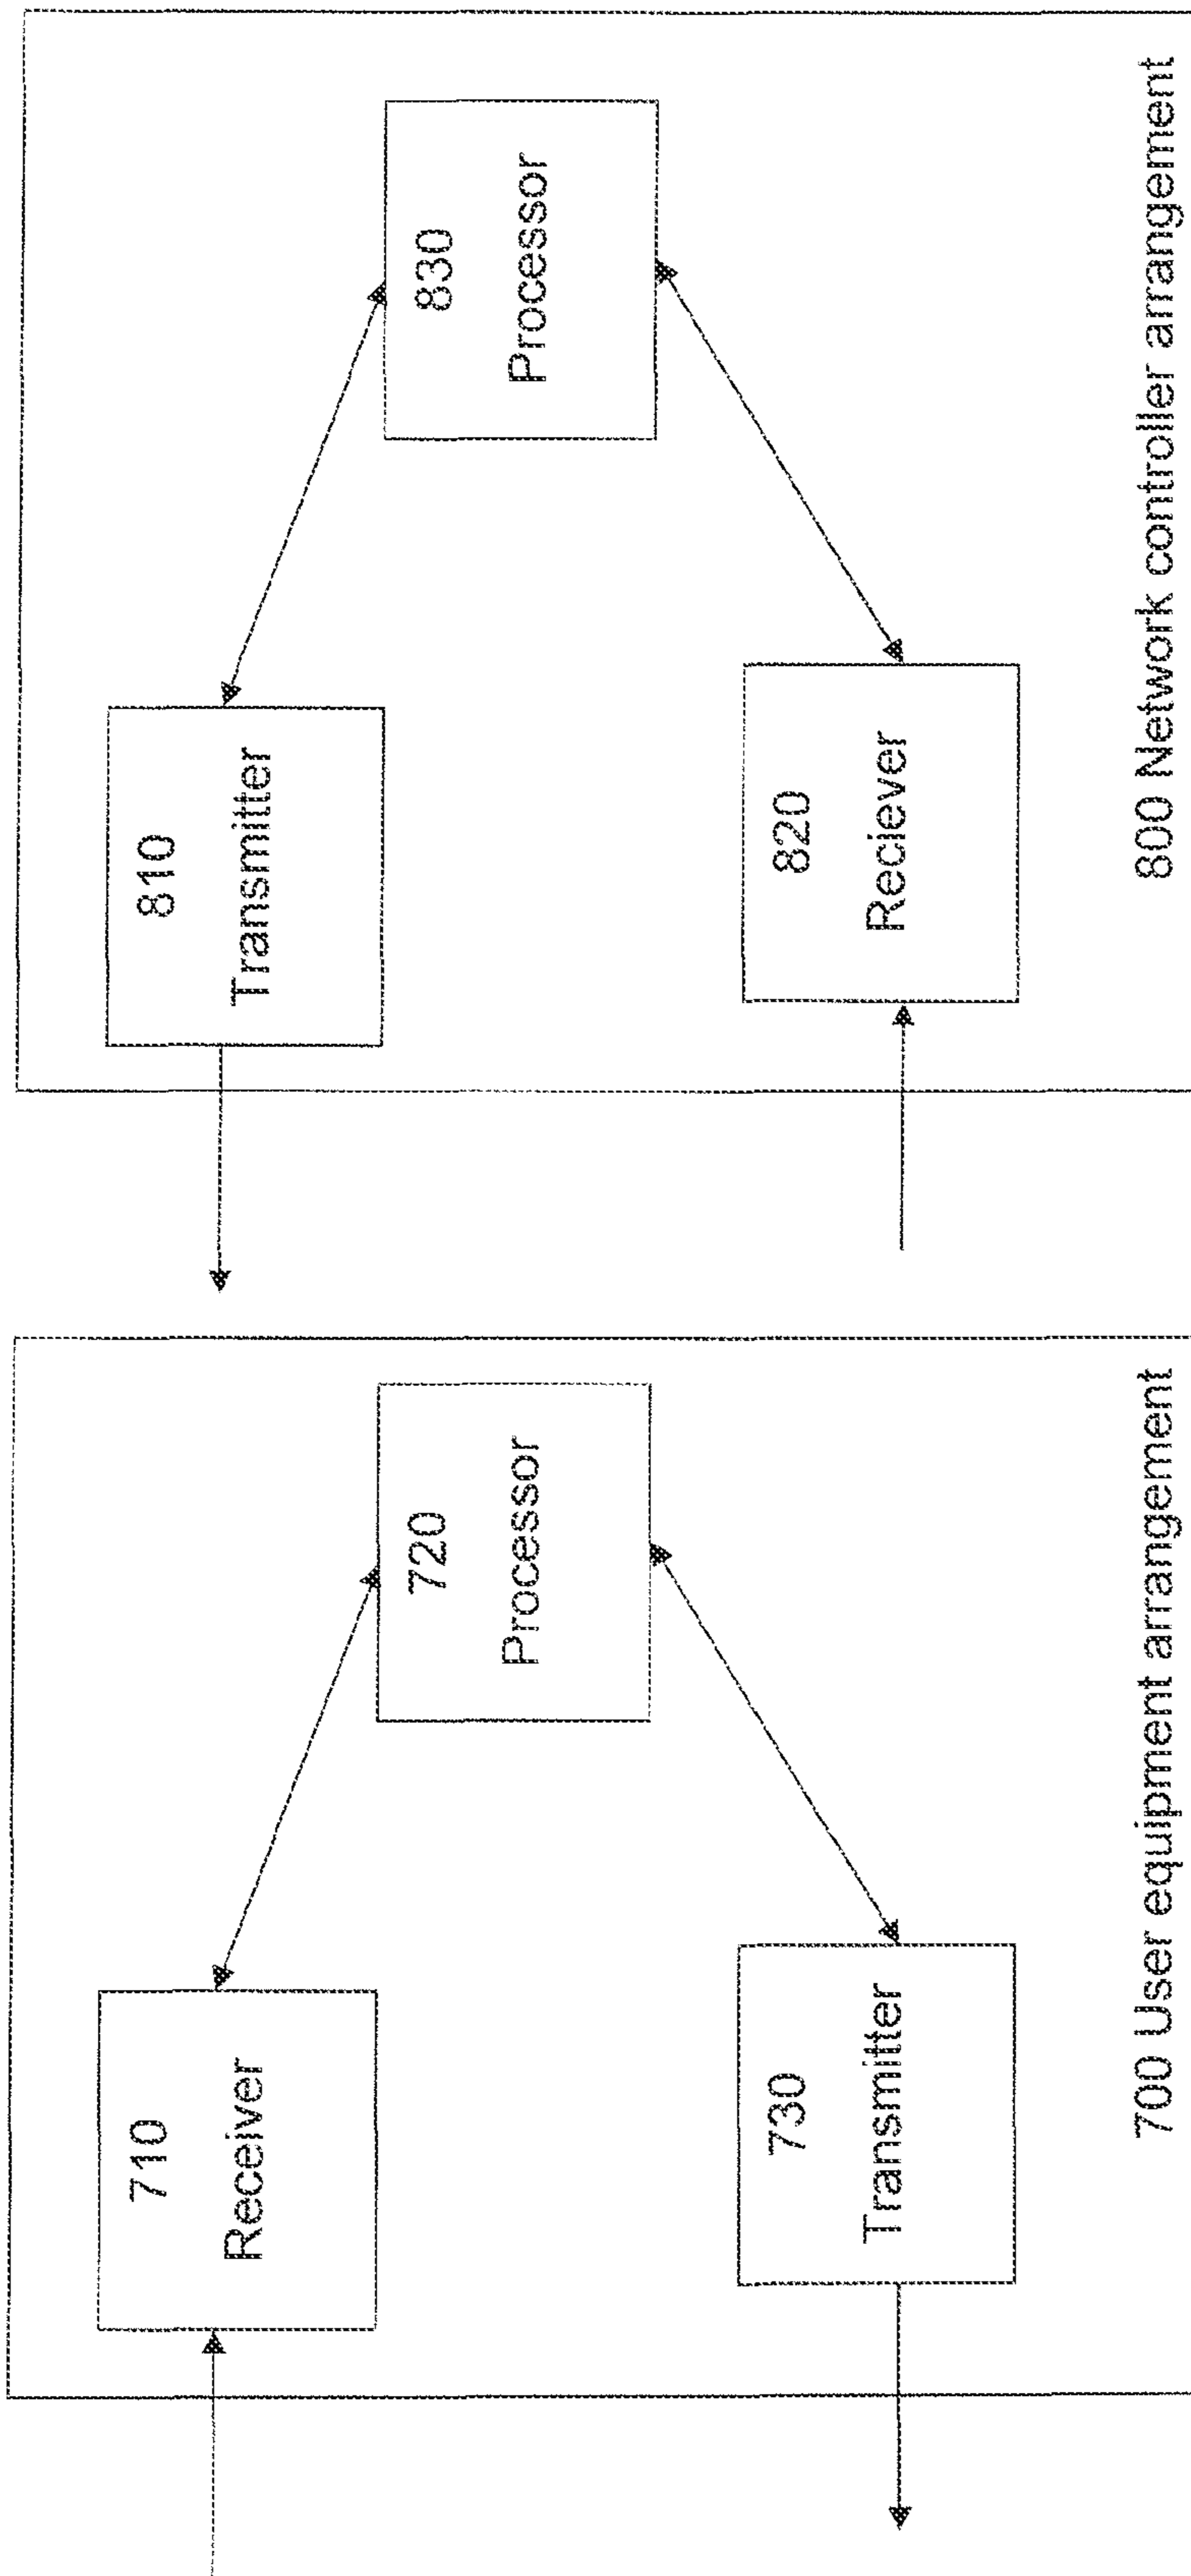 710
Receiver
720
Processor
730
Transmitter
700 User equipment arrangement
810
Transmitter
830
Processor
820
Reciever
800 Network controller arrangement